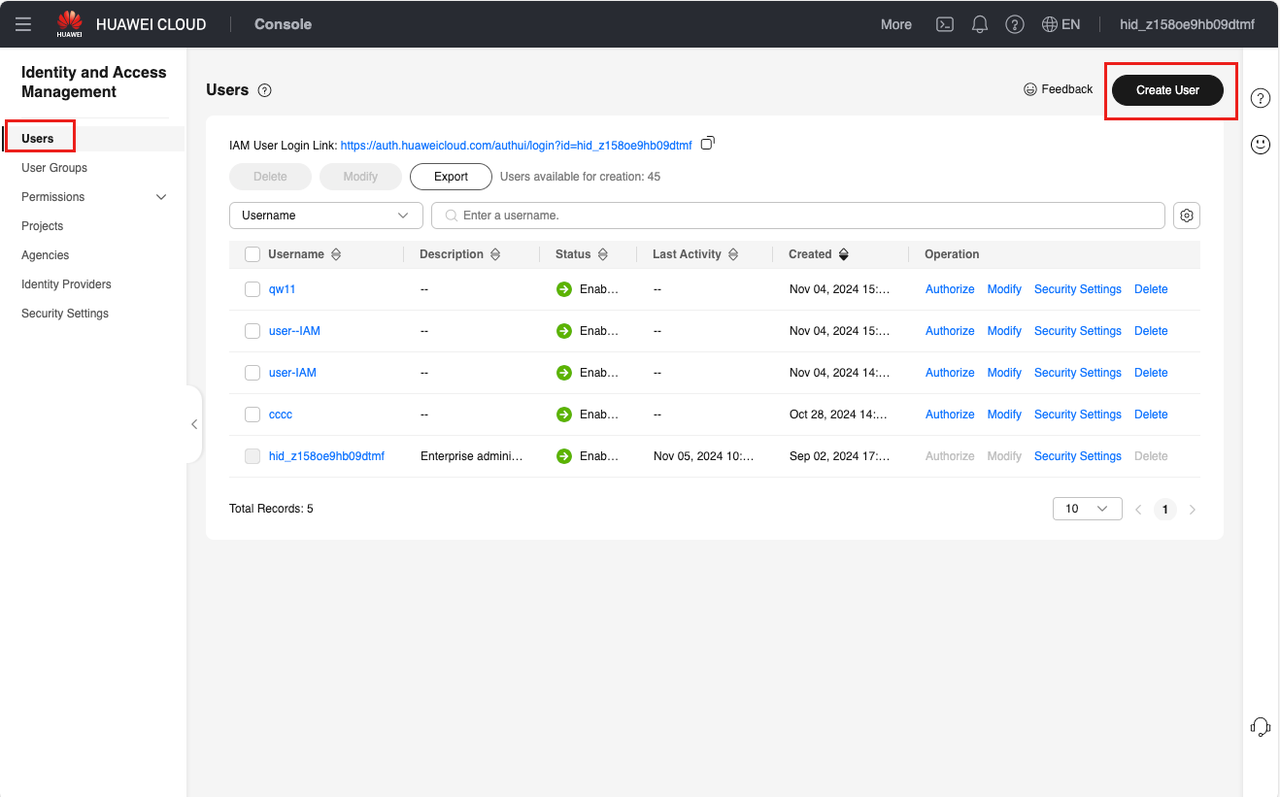 HUAWEI
HUAWEI CLOUD
Console
More
EN
hid_z158oe9hb09dtmf
Identity and Access
Management
Users
User Groups
Permissions
Projects
Agencies
Identity Providers
Security Settings
Users
Feedback
Create User
IAM User Login Link: https://auth.huaweicloud.com/authui/login?id=hid_z158oe9hb09dtmf
Delete Modify Export Users available for creation: 45
Username Enter a username.
Username Description Status Last Activity Created Operation
qw11 -- Enab... -- Nov 04, 2024 15:... Authorize Modify Security Settings Delete
user--IAM -- Enab... -- Nov 04, 2024 15:... Authorize Modify Security Settings Delete
user-IAM -- Enab... -- Nov 04, 2024 14:... Authorize Modify Security Settings Delete
cccc -- Enab... -- Oct 28, 2024 14:... Authorize Modify Security Settings Delete
hid_z158oe9hb09dtmf Enterprise admini... Enab... Nov 05, 2024 10:... Sep 02, 2024 17:... Authorize Modify Security Settings Delete
Total Records: 5 10 1